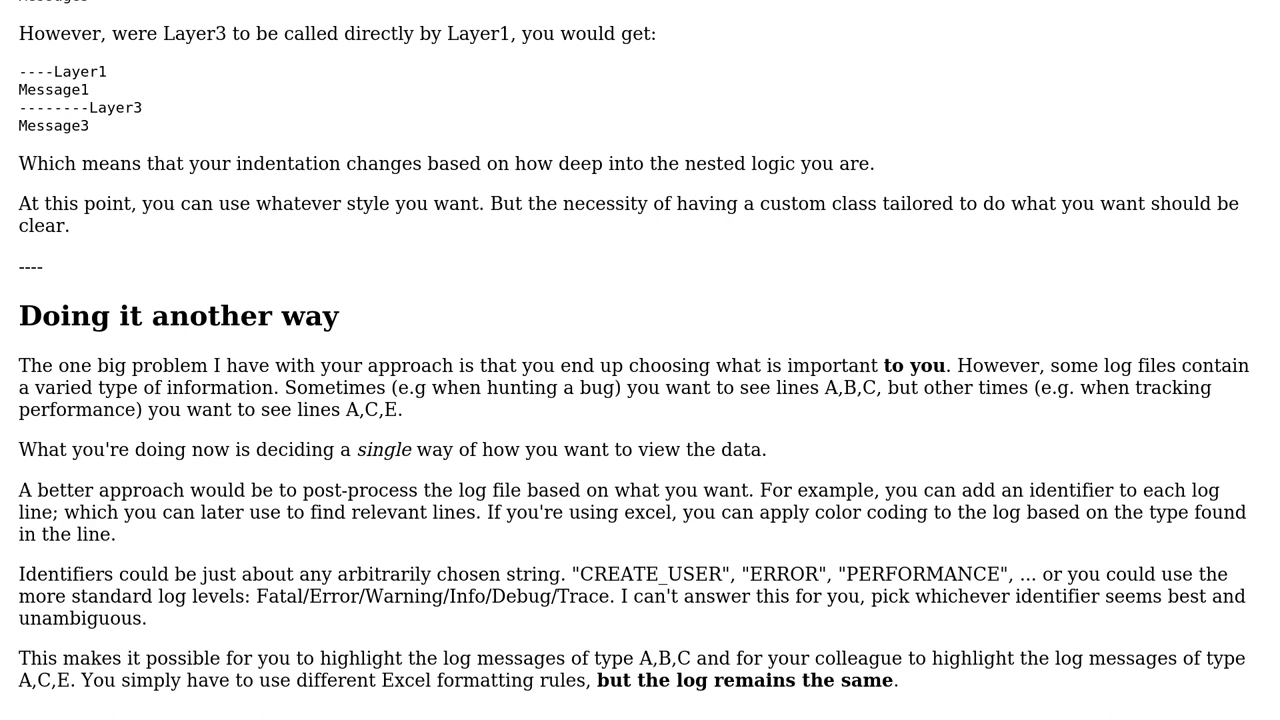 However, were Layer3 to be called directly by Layer1, you would get:
----Layer1
Message1
--------Layer3
Message3
Which means that your indentation changes based on how deep into the nested logic you are.
At this point, you can use whatever style you want. But the necessity of having a custom class tailored to do what you want should be
clear.
----
Doing it another way
The one big problem I have with your approach is that you end up choosing what is important to you. However, some log files contain
a varied type of information. Sometimes (e.g when hunting a bug) you want to see lines A,B,C, but other times (e.g. when tracking
performance) you want to see lines A,C,E.
What you're doing now is deciding a single way of how you want to view the data.
A better approach would be to post-process the log file based on what you want. For example, you can add an identifier to each log
line; which you can later use to find relevant lines. If you're using excel, you can apply color coding to the log based on the type found
in the line.
Identifiers could be just about any arbitrarily chosen string. "CREATE_USER", "ERROR", "PERFORMANCE", ... or you could use the
more standard log levels: Fatal/Error/Warning/Info/Debug/Trace. I can't answer this for you, pick whichever identifier seems best and
unambiguous.
This makes it possible for you to highlight the log messages of type A,B,C and for your colleague to highlight the log messages of type
A,C,E. You simply have to use different Excel formatting rules, but the log remains the same.